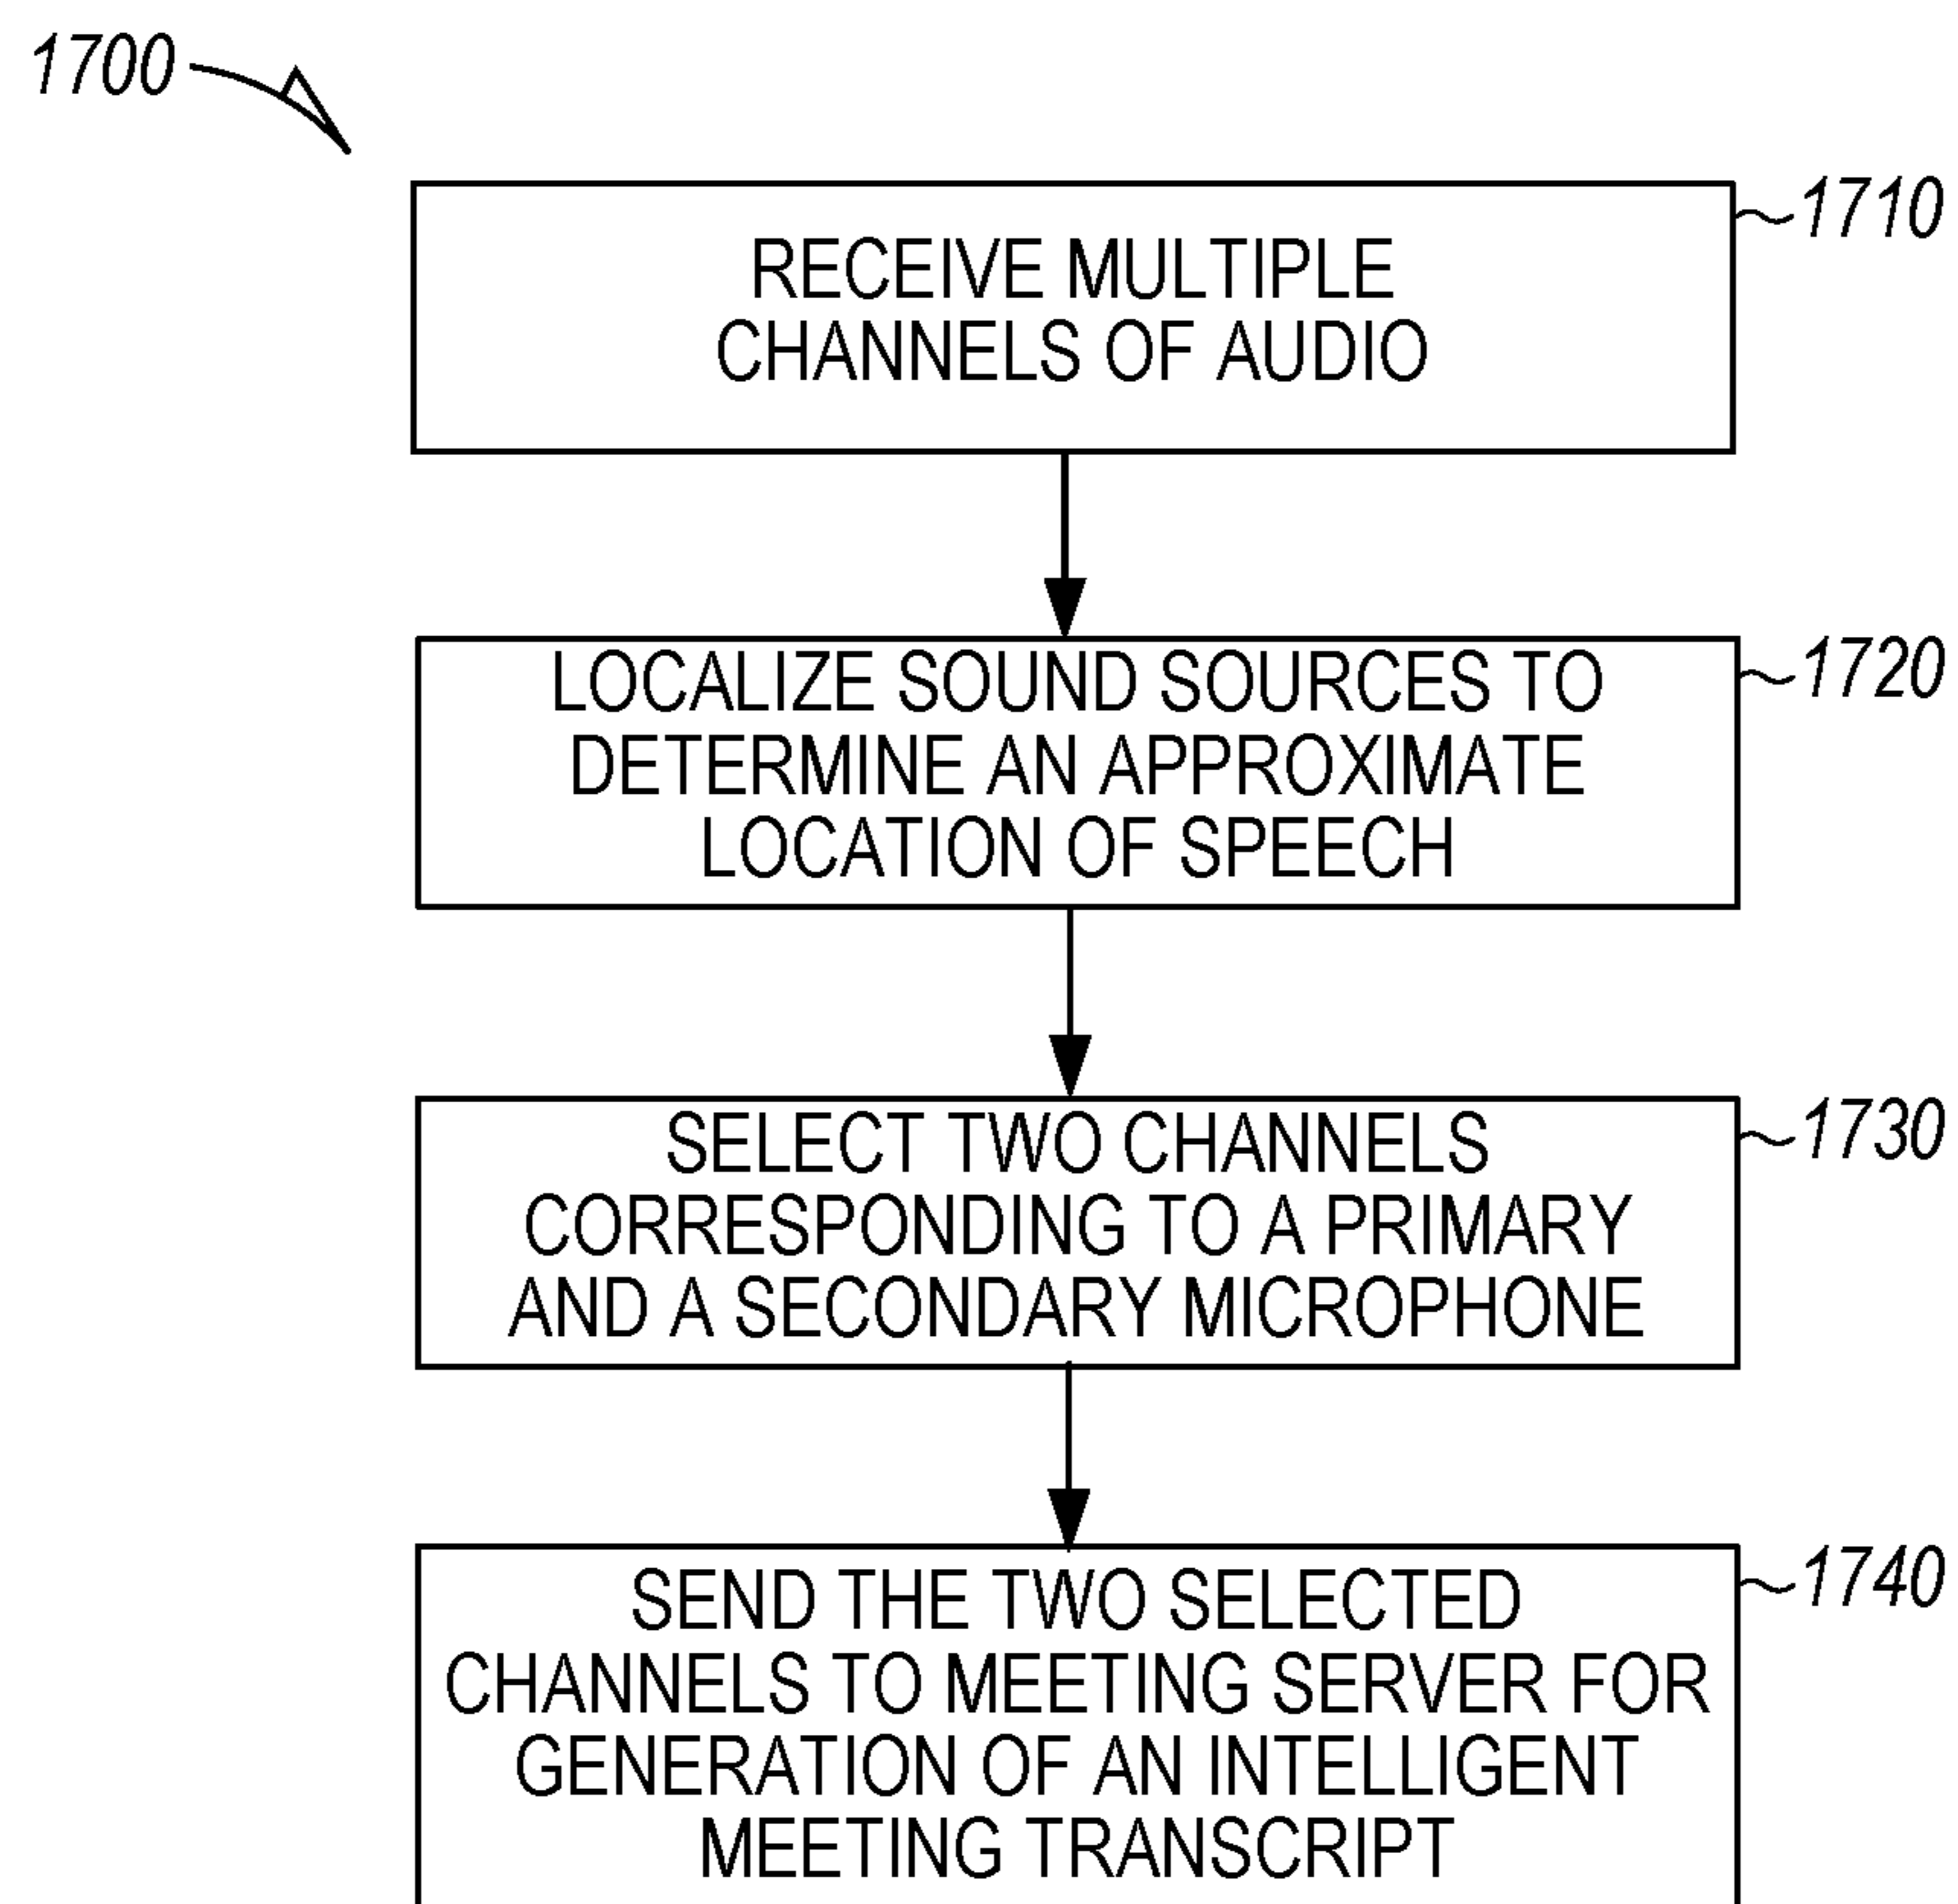 1700
1710
RECEIVE MULTIPLE
CHANNELS OF AUDIO
1720
LOCALIZE SOUND SOURCES TO
DETERMINE AN APPROXIMATE
LOCATION OF SPEECH
1730
SELECT TWO CHANNELS
CORRESPONDING TO A PRIMARY
AND A SECONDARY MICROPHONE
1740
SEND THE TWO SELECTED
CHANNELS TO MEETING SERVER FOR
GENERATION OF AN INTELLIGENT
MEETING TRANSCRIPT